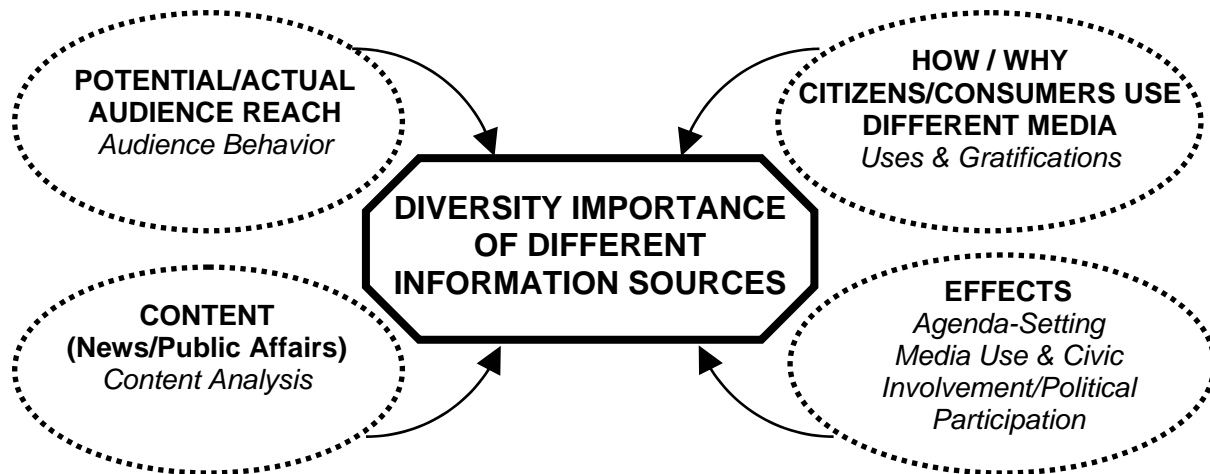 POTENTIAL/ACTUAL
AUDIENCE REACH
Audience Behavior
HOW / WHY
CITIZENS/CONSUMERS USE
DIFFERENT MEDIA
Uses & Gratifications
DIVERSITY IMPORTANCE
OF DIFFERENT
INFORMATION SOURCES
CONTENT
(News/Public Affairs)
Content Analysis
EFFECTS
Agenda-Setting
Media Use & Civic
Involvement/Political
Participation